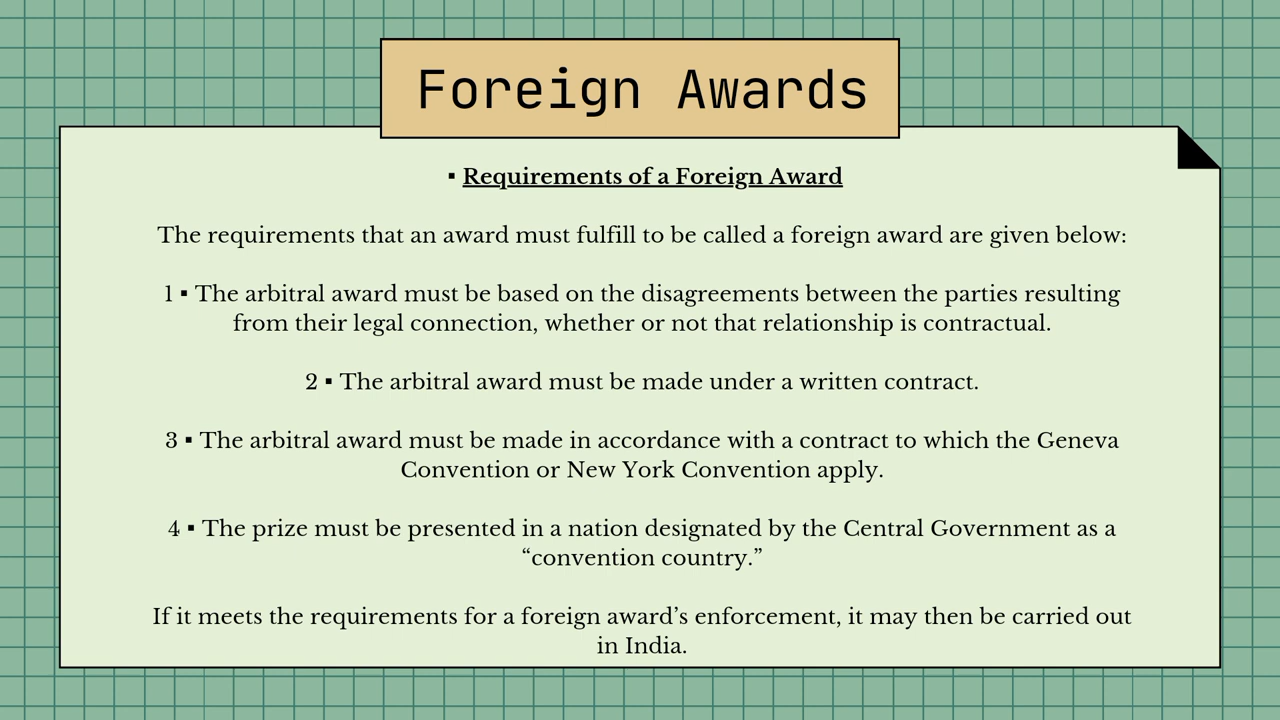 Foreign Awards
▪ Requirements of a Foreign Award
The requirements that an award must fulfill to be called a foreign award are given below:
1 ▪ The arbitral award must be based on the disagreements between the parties resulting
from their legal connection, whether or not that relationship is contractual.
2 ▪ The arbitral award must be made under a written contract.
3 ▪ The arbitral award must be made in accordance with a contract to which the Geneva
Convention or New York Convention apply.
4 ▪ The prize must be presented in a nation designated by the Central Government as a
“convention country.”
If it meets the requirements for a foreign award’s enforcement, it may then be carried out
in India.